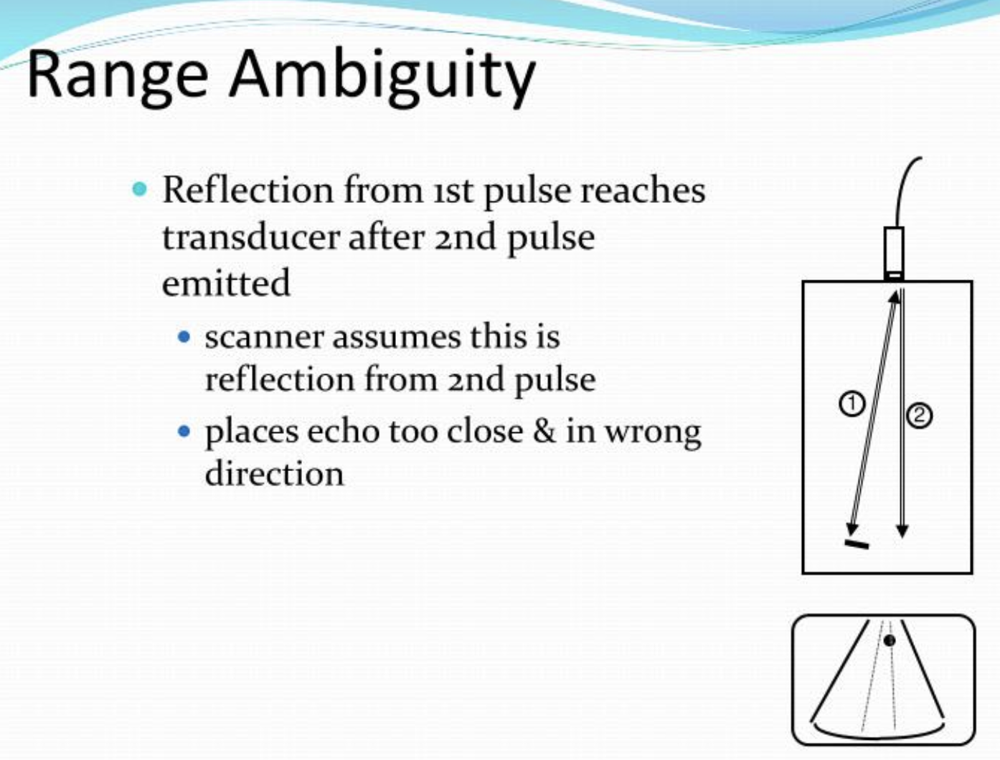 Range Ambiguity
Reflection from 1st pulse reaches
transducer after 2nd pulse
emitted
scanner assumes this is
reflection from 2nd pulse
places echo too close & in wrong
direction
1
2